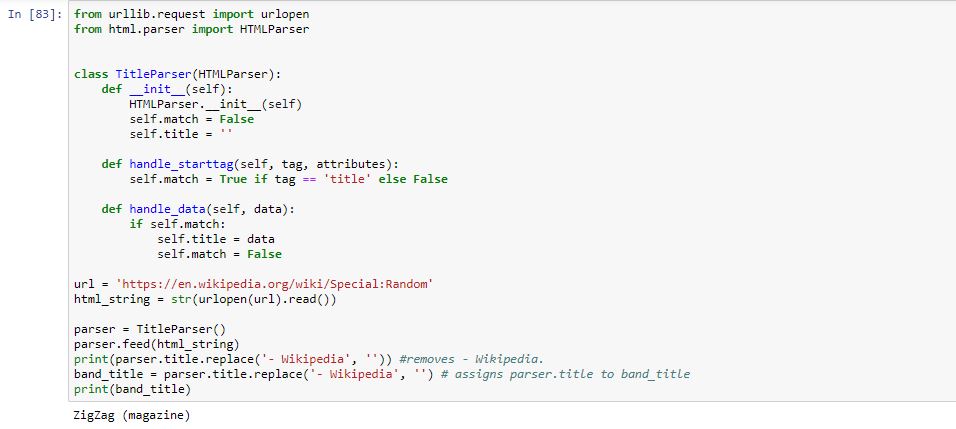 In [83]:
from urllib.request import urlopen
from html.parser import HTMLParser
class TitleParser(HTMLParser):
    def __init__(self):
        HTMLParser.__init__(self)
        self.match = False
        self.title = ''
    def handle_starttag(self, tag, attributes):
        self.match = True if tag == 'title' else False
    def handle_data(self, data):
        if self.match:
            self.title = data
            self.match = False
url = 'https://en.wikipedia.org/wiki/Special:Random'
html_string = str(urlopen(url).read())
parser = TitleParser()
parser.feed(html_string)
print(parser.title.replace('- Wikipedia', '')) #removes - Wikipedia.
band_title = parser.title.replace('- Wikipedia', '') # assigns parser.title to band_title
print(band_title)
ZigZag (magazine)